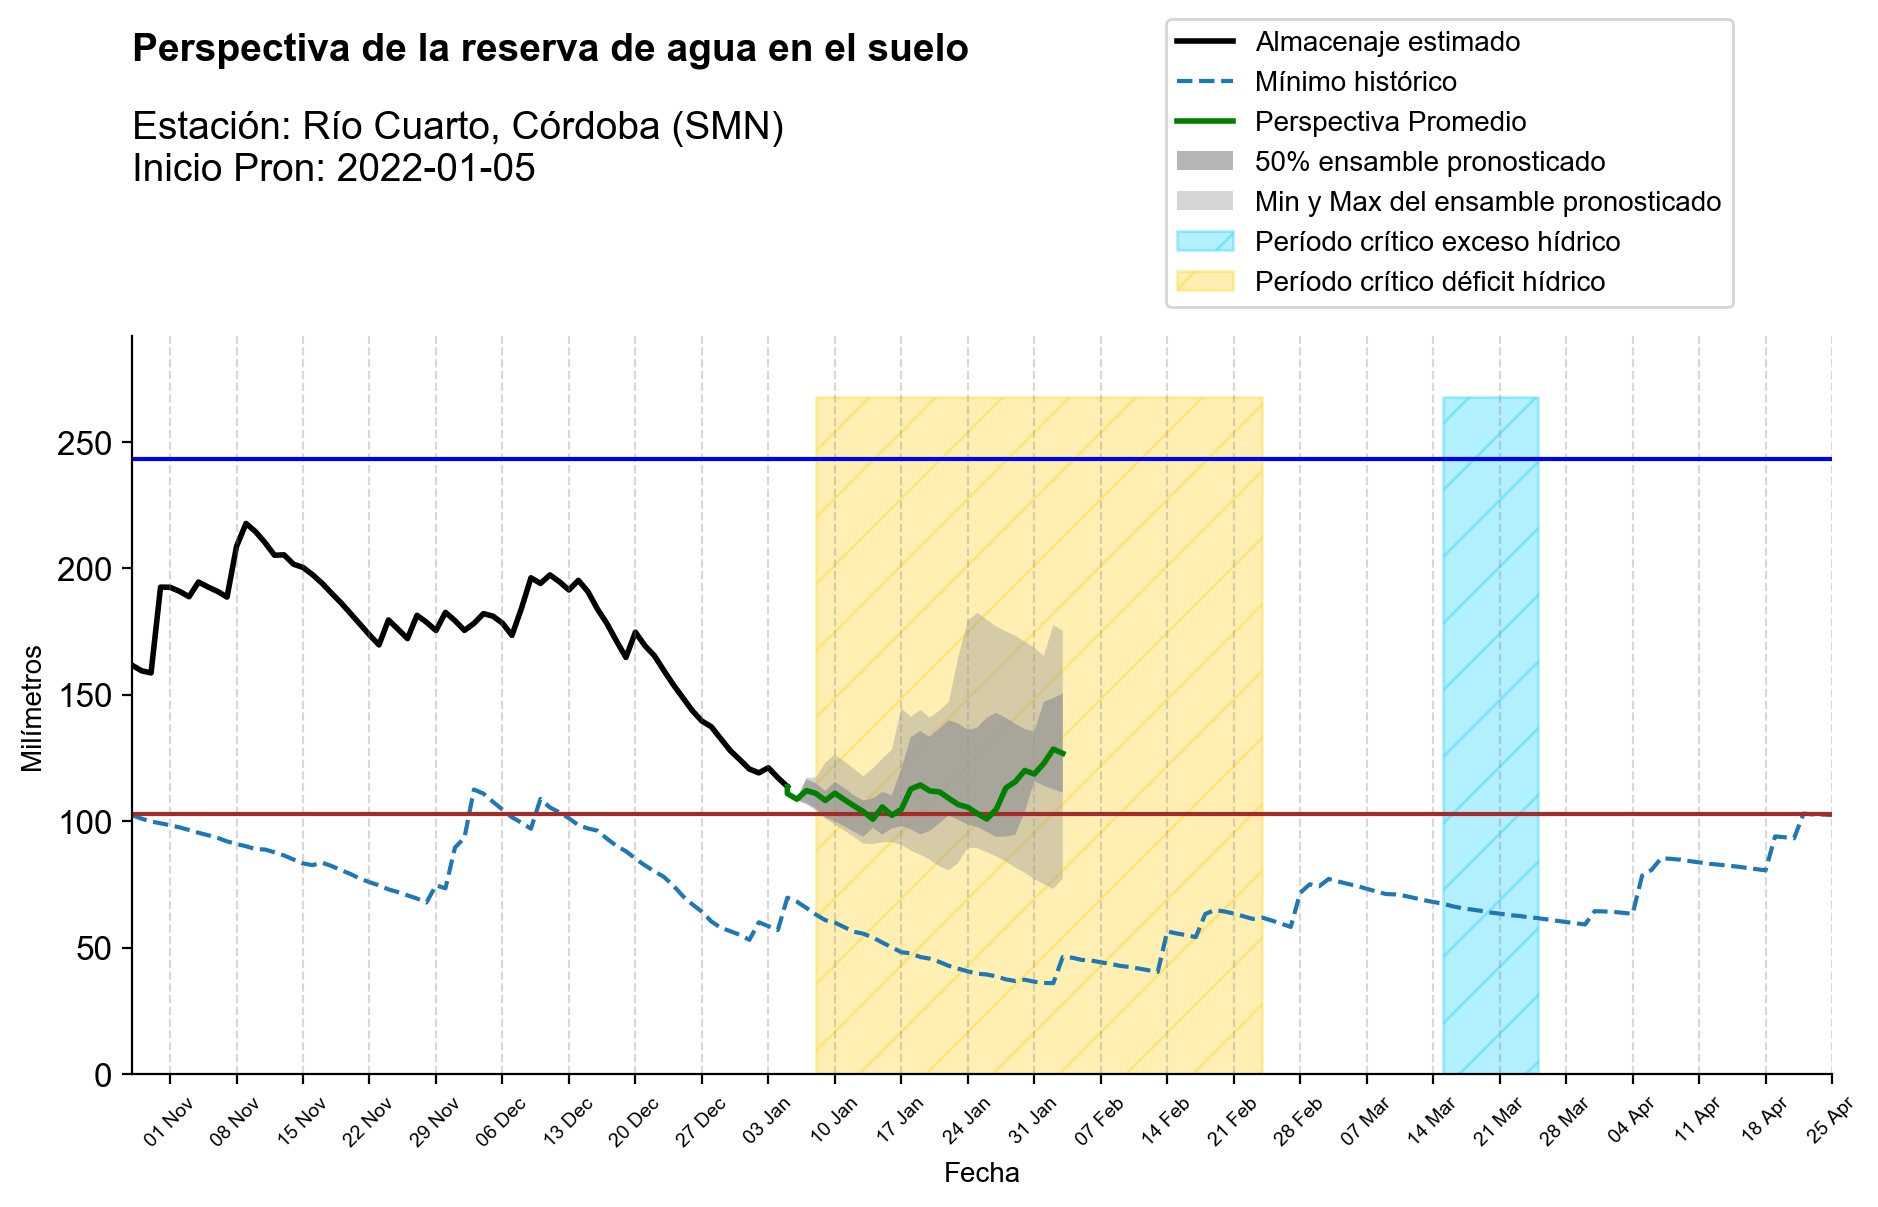 Perspectiva de la reserva de agua en el suelo
Estación: Río Cuarto, Córdoba (SMN)
Inicio Pron: 2022-01-05
Almacenaje estimado
Mínimo histórico
Perspectiva Promedio
50% ensamble pronosticado
Min y Max del ensamble pronosticado
Período crítico exceso hídrico
Período crítico déficit hídrico
250
200
150
100
50
0
Milímetros
01 Nov
08 Nov
15 Nov
22 Nov
29 Nov
06 Dec
13 Dec
20 Dec
27 Dec
03 Jan
10 Jan
17 Jan
24 Jan
31 Jan
07 Feb
14 Feb
21 Feb
28 Feb
07 Mar
14 Mar
21 Mar
28 Mar
04 Apr
11 Apr
18 Apr
25 Apr
Fecha